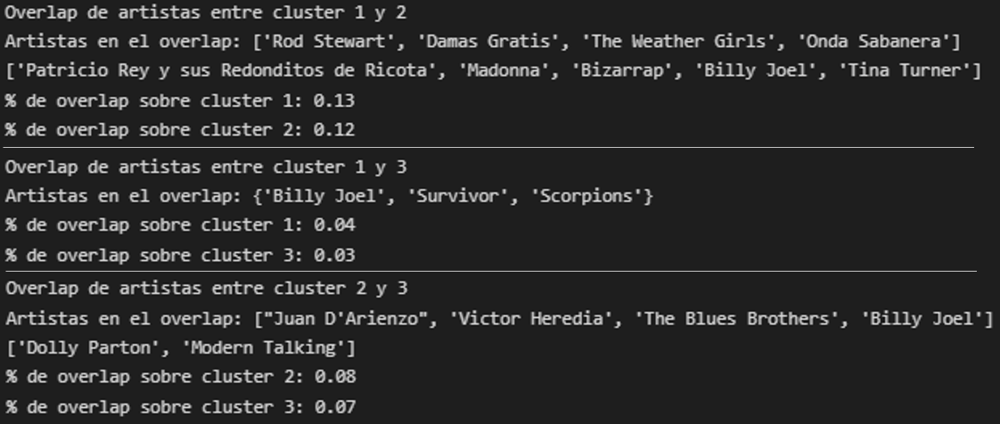 Overlap de artistas entre cluster 1 y 2
Artistas en el overlap: ['Rod Stewart', 'Damas Gratis', 'The Weather Girls', 'Onda Sabanera']
['Patricio Rey y sus Redonditos de Ricota', 'Madonna', 'Bizarrap', 'Billy Joel', 'Tina Turner']
% de overlap sobre cluster 1: 0.13
% de overlap sobre cluster 2: 0.12
Overlap de artistas entre cluster 1 y 3
Artistas en el overlap: {'Billy Joel', 'Survivor', 'Scorpions'}
% de overlap sobre cluster 1: 0.04
% de overlap sobre cluster 3: 0.03
Overlap de artistas entre cluster 2 y 3
Artistas en el overlap: ["Juan D'Arienzo", 'Victor Heredia', 'The Blues Brothers', 'Billy Joel']
['Dolly Parton', 'Modern Talking']
% de overlap sobre cluster 2: 0.08
% de overlap sobre cluster 3: 0.07